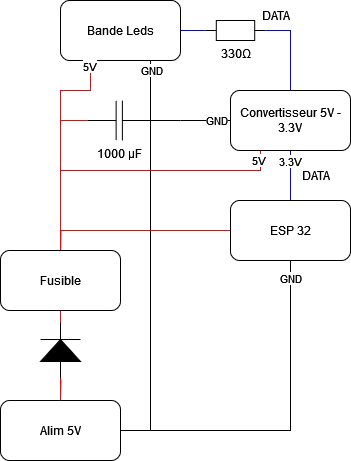 DATA
Bande Leds
330Ω
5V
GND
Convertisseur 5V -
3.3V
GND
1000 µF
5V
3.3V
DATA
ESP 32
Fusible
GND
Alim 5V